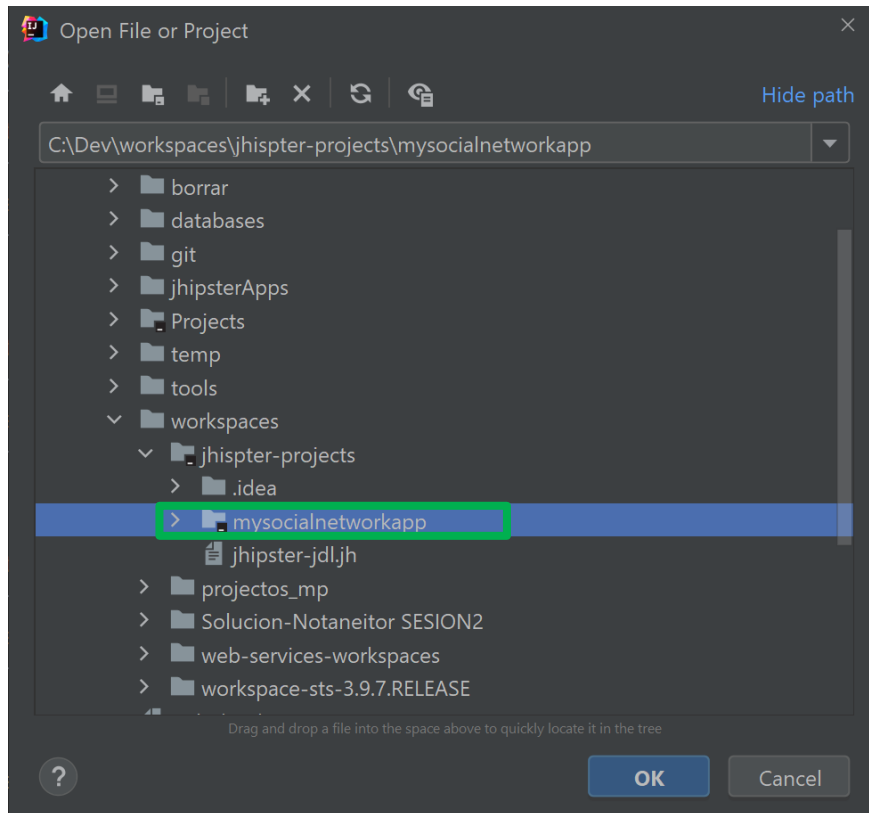 Open File or Project
Hide path
C:\Dev\workspaces\jhispter-projects\mysocialnetworkapp
borrar
databases
git
jhipsterApps
Projects
temp
tools
workspaces
jhispter-projects
.idea
mysocialnetworkapp
jhipster-jdl.jh
projectos_mp
Solucion-Notaneitor SESION2
web-services-workspaces
workspace-sts-3.9.7.RELEASE
Drag and drop a file into the space above to quickly locate it in the tree
? OK Cancel